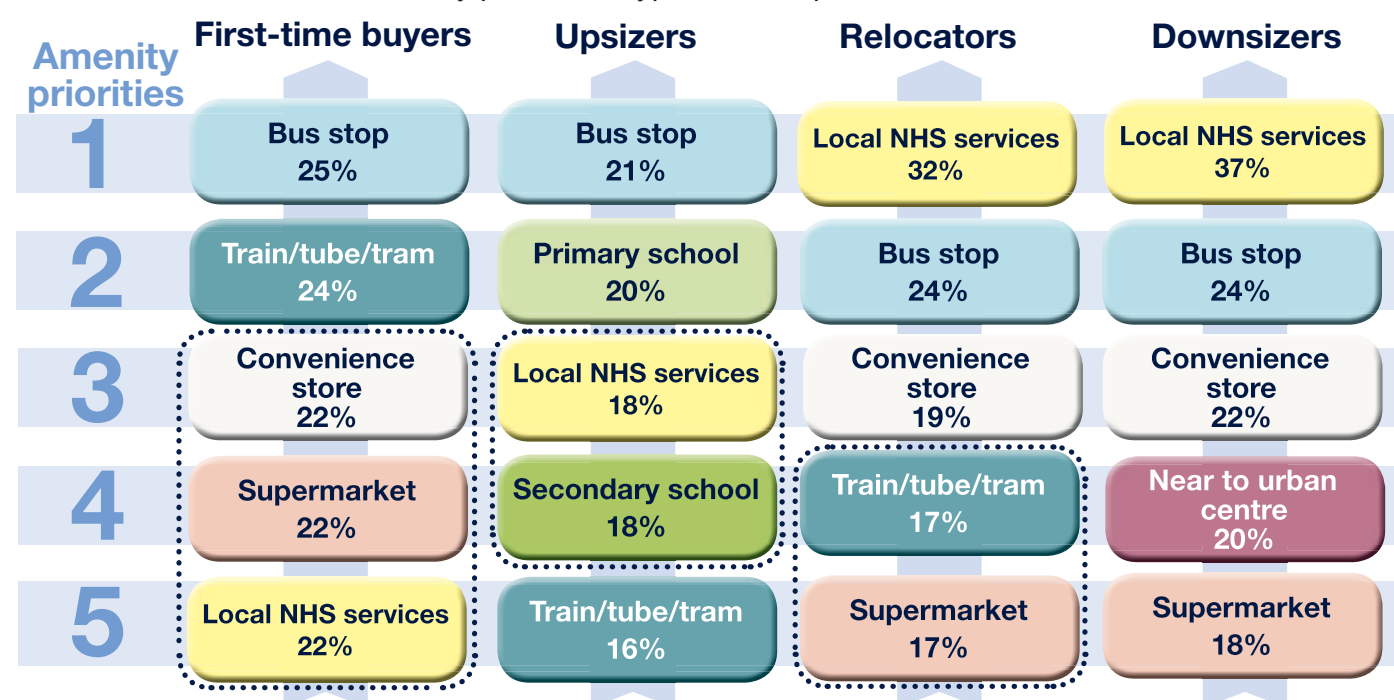 First-time buyers
Upsizers
Relocators
Downsizers
Amenity
priorities
1
Bus stop
25%
Bus stop
21%
Local NHS services
32%
Local NHS services
37%
2
Train/tube/tram
24%
Primary school
20%
Bus stop
24%
Bus stop
24%
3
Convenience
store
22%
Local NHS services
18%
Convenience
store
19%
Convenience
store
22%
4
Supermarket
22%
Secondary school
18%
Train/tube/tram
17%
Near to urban
centre
20%
5
Local NHS services
22%
Train/tube/tram
16%
Supermarket
17%
Supermarket
18%